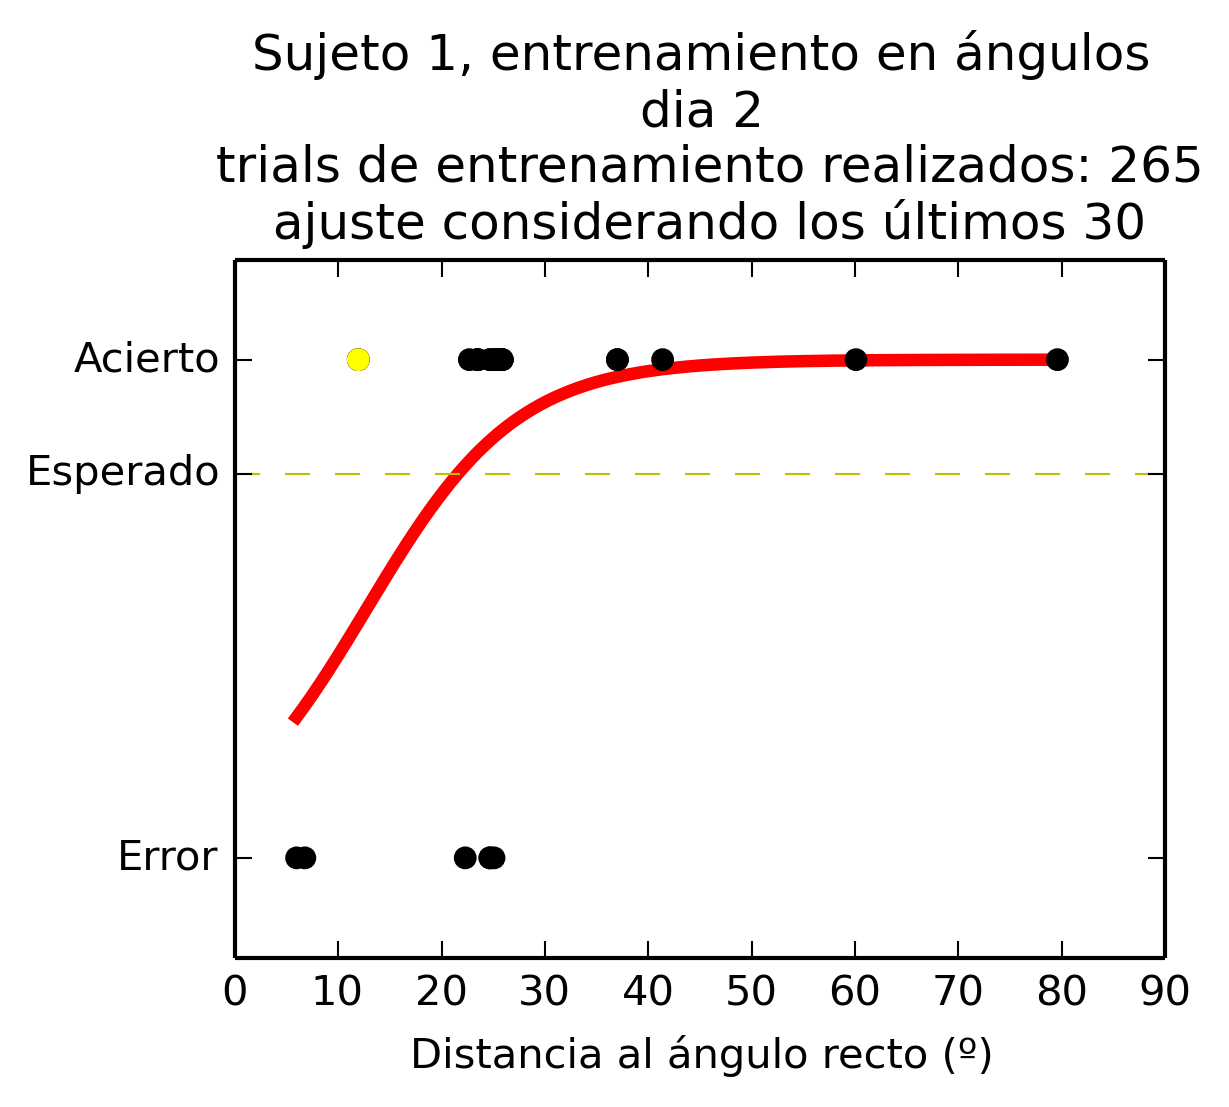 Sujeto 1, entrenamiento en ángulos
dia 2
trials de entrenamiento realizados: 265
ajuste considerando los últimos 30
Acierto
Esperado
Error
0 10 20 30 40 50 60 70 80 90
Distancia al ángulo recto (º)